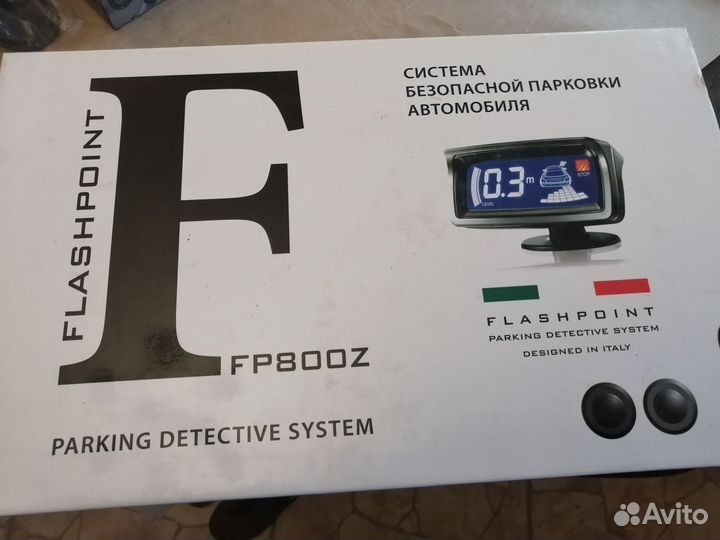 FLASHPOINT
F
FP800Z
PARKING DETECTIVE SYSTEM
СИСТЕМА
БЕЗОПАСНОЙ ПАРКОВКИ
АВТОМОБИЛЯ
0.3 m
STOP
LEVEL
FLASHPOINT
PARKING DETECTIVE SYSTEM
DESIGNED IN ITALY
Avito